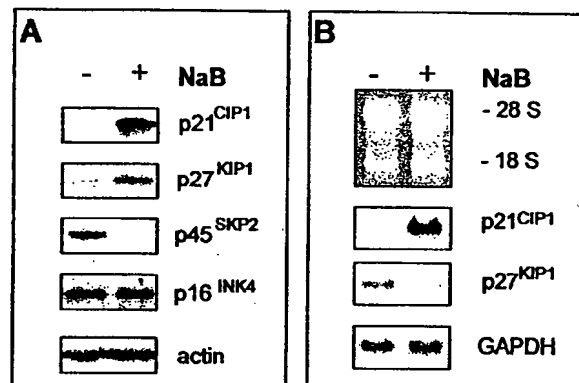 A
- + NaB
p21CIP1
p27KIP1
p45SKP2
p16INK4
actin
B
- + NaB
- 28 S
- 18 S
p21CIP1
p27KIP1
GAPDH